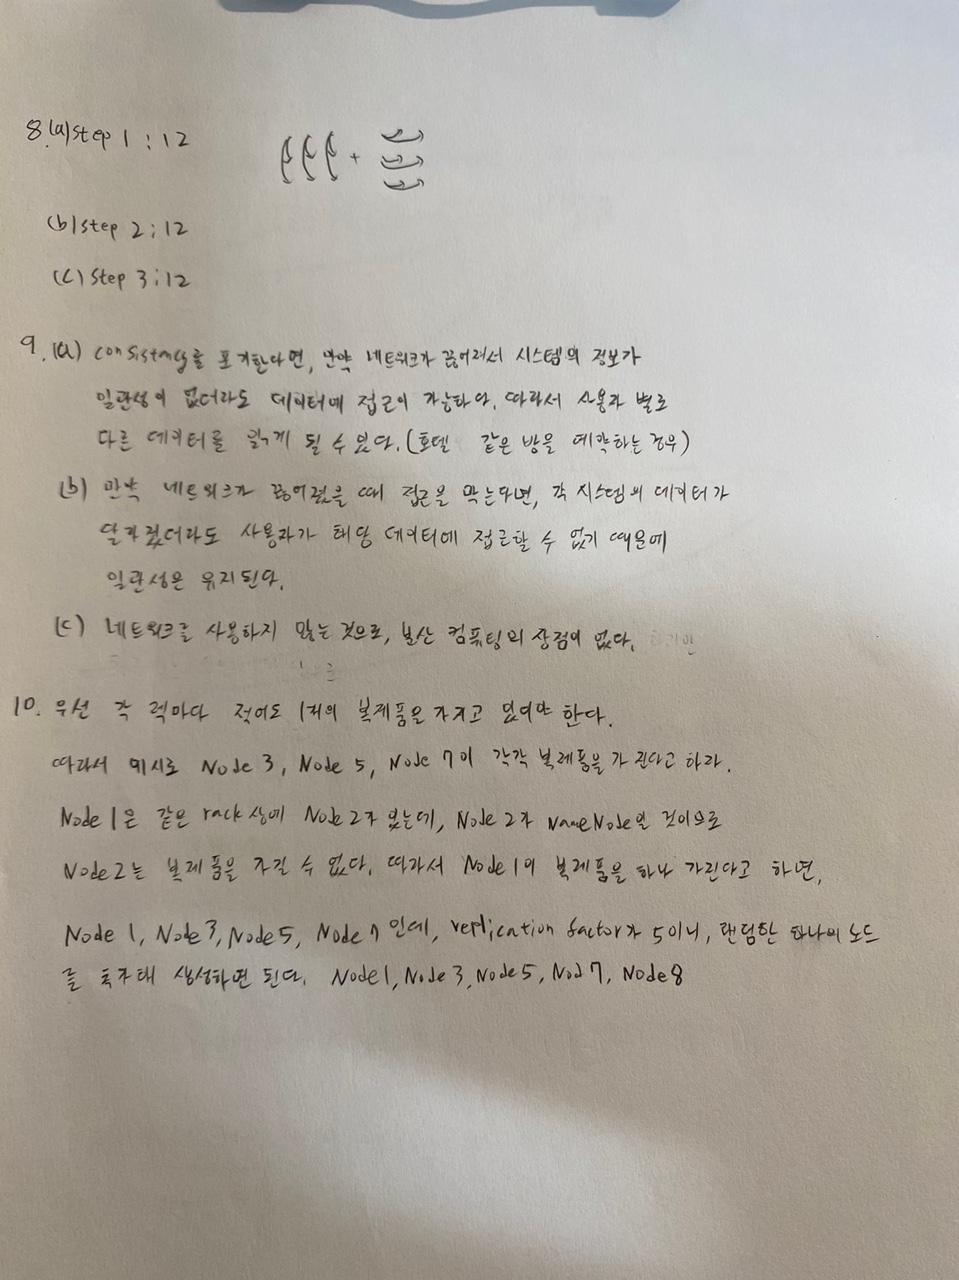 8.(a) step 1 : 12
(b) step 2 : 12
(c) step 3 : 12
9. (a) consistancy를 포기한다면, 만약 네트워크가 끊어져서 시스템의 정보가
일관성이 없더라도 데이터에 접근이 가능하다. 따라서 사용자 별로
다른 데이터를 읽게 될 수 있다. (호텔 같은 방을 예약하는 경우)
(b) 만약 네트워크가 끊어졌을 때 접근을 막는다면, 각 시스템의 데이터가
달라졌더라도 사용자가 해당 데이터에 접근할 수 없기 때문에
일관성은 유지된다.
(c) 네트워크를 사용하지 않는 것으로, 분산 컴퓨팅의 장점이 없다.
10. 우선 각 렉마다 적어도 1개의 복제품을 가지고 있어야 한다.
따라서 예시로 Node 3, Node 5, Node 7이 각각 복제품을 가진다고 하자.
Node 1은 같은 rack 상에 Node 2가 있는데, Node 2가 NameNode일 것이므로
Node 2는 복제품을 가질 수 없다. 따라서 Node 1이 복제품을 하나 가진다고 하면,
Node 1, Node 3, Node 5, Node 7 인데, replication factor가 5이니, 랜덤한 하나의 노드
를 추가해 생성하면 된다. Node 1, Node 3, Node 5, Nod 7, Node 8